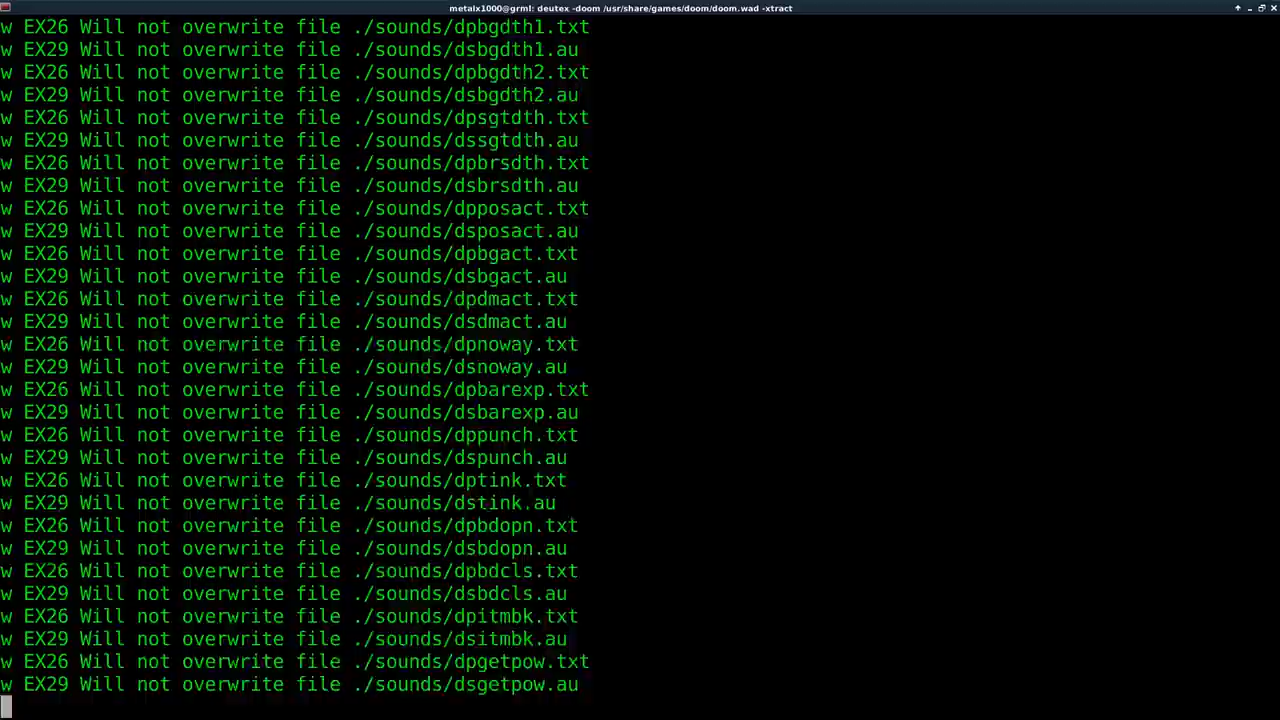 metalx1000@grml: deutex -doom /usr/share/games/doom/doom.wad -xtract
w EX26 Will not overwrite file ./sounds/dpbgdth1.txt
w EX29 Will not overwrite file ./sounds/dsbgdth1.au
w EX26 Will not overwrite file ./sounds/dpbgdth2.txt
w EX29 Will not overwrite file ./sounds/dsbgdth2.au
w EX26 Will not overwrite file ./sounds/dpsgtdth.txt
w EX29 Will not overwrite file ./sounds/dssgtdth.au
w EX26 Will not overwrite file ./sounds/dpbrsdth.txt
w EX29 Will not overwrite file ./sounds/dsbrsdth.au
w EX26 Will not overwrite file ./sounds/dpposact.txt
w EX29 Will not overwrite file ./sounds/dsposact.au
w EX26 Will not overwrite file ./sounds/dpbgact.txt
w EX29 Will not overwrite file ./sounds/dsbgact.au
w EX26 Will not overwrite file ./sounds/dpdmact.txt
w EX29 Will not overwrite file ./sounds/dsdmact.au
w EX26 Will not overwrite file ./sounds/dpnoway.txt
w EX29 Will not overwrite file ./sounds/dsnoway.au
w EX26 Will not overwrite file ./sounds/dpbarexp.txt
w EX29 Will not overwrite file ./sounds/dsbarexp.au
w EX26 Will not overwrite file ./sounds/dppunch.txt
w EX29 Will not overwrite file ./sounds/dspunch.au
w EX26 Will not overwrite file ./sounds/dptink.txt
w EX29 Will not overwrite file ./sounds/dstink.au
w EX26 Will not overwrite file ./sounds/dpbdopn.txt
w EX29 Will not overwrite file ./sounds/dsbdopn.au
w EX26 Will not overwrite file ./sounds/dpbdcls.txt
w EX29 Will not overwrite file ./sounds/dsbdcls.au
w EX26 Will not overwrite file ./sounds/dpitmbk.txt
w EX29 Will not overwrite file ./sounds/dsitmbk.au
w EX26 Will not overwrite file ./sounds/dpgetpow.txt
w EX29 Will not overwrite file ./sounds/dsgetpow.au